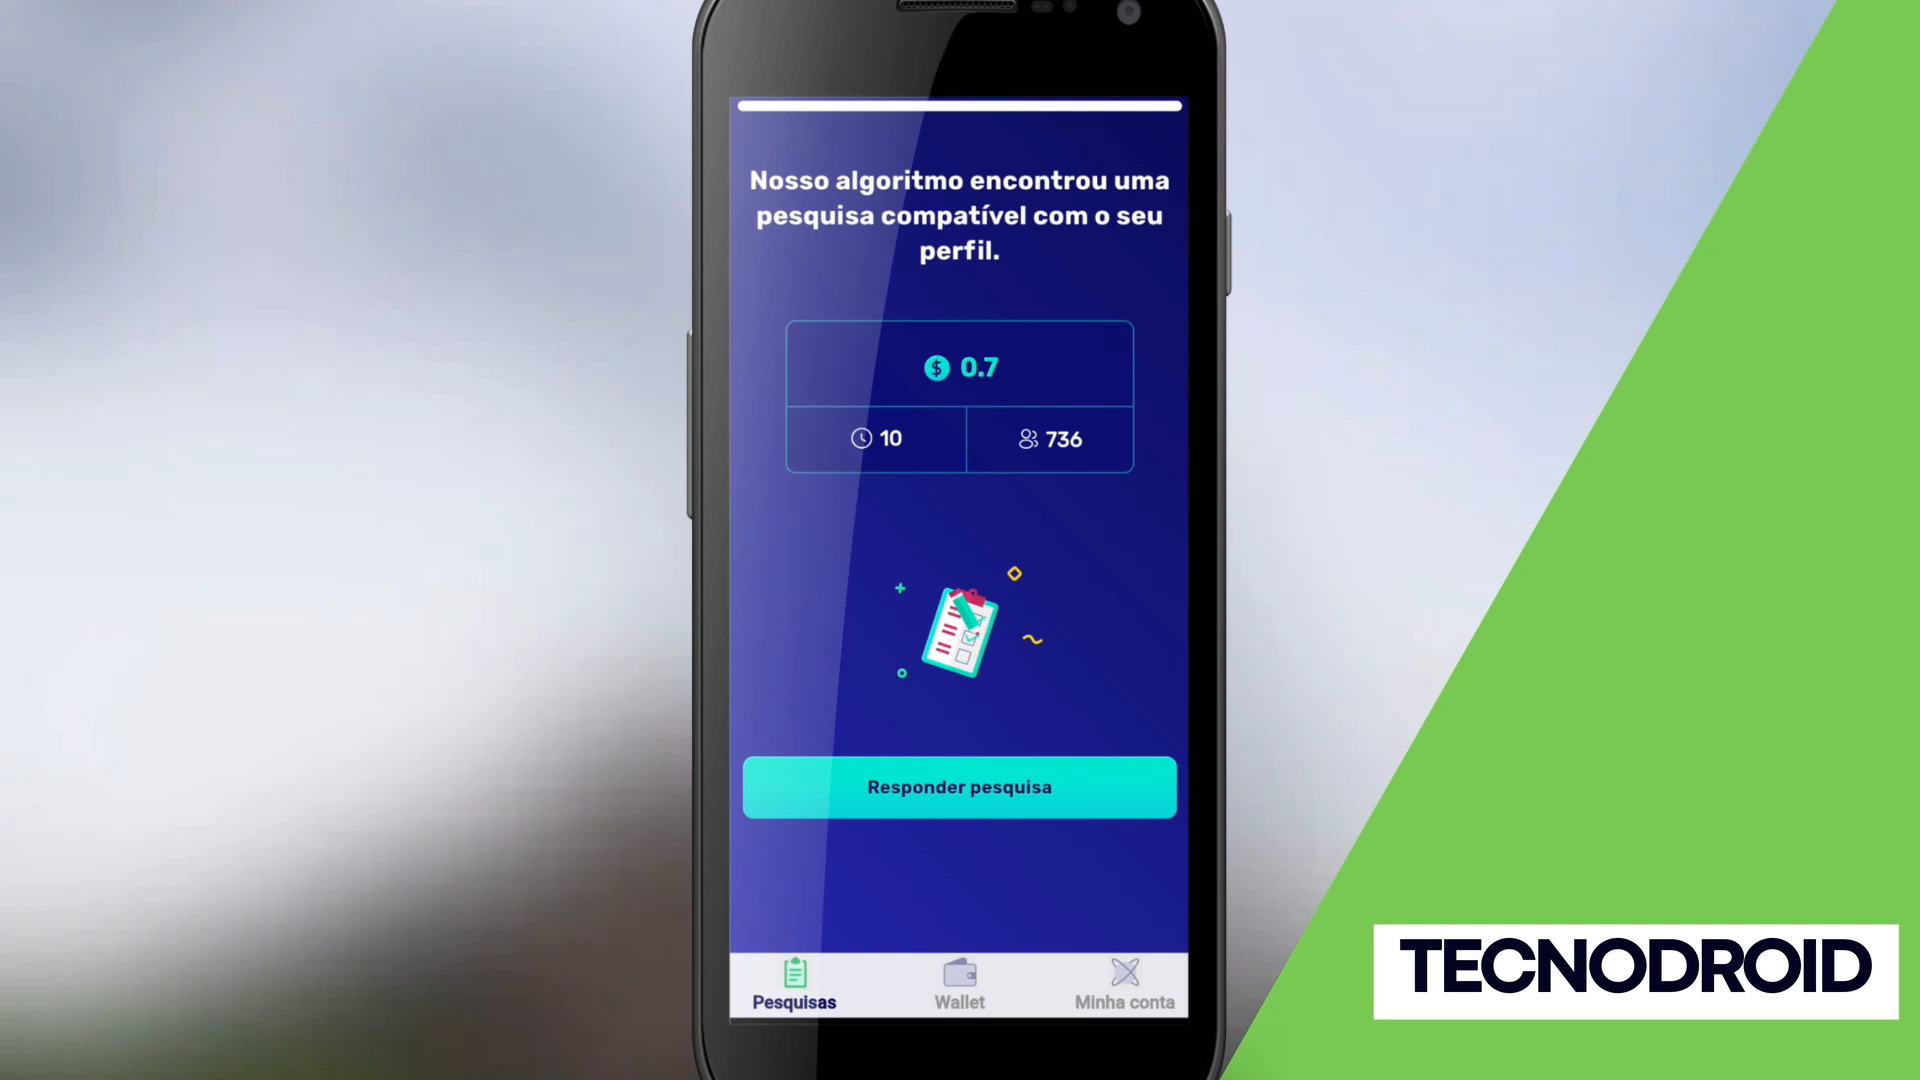 Nosso algoritmo encontrou uma
pesquisa compatível com o seu
perfil.
$ 0.7
10
736
Responder pesquisa
Pesquisas
Wallet
Minha conta
TECNODROID